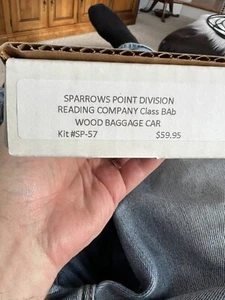 SPARROWS POINT DIVISION
READING COMPANY Class BAb
WOOD BAGGAGE CAR
Kit #SP-57 $59.95